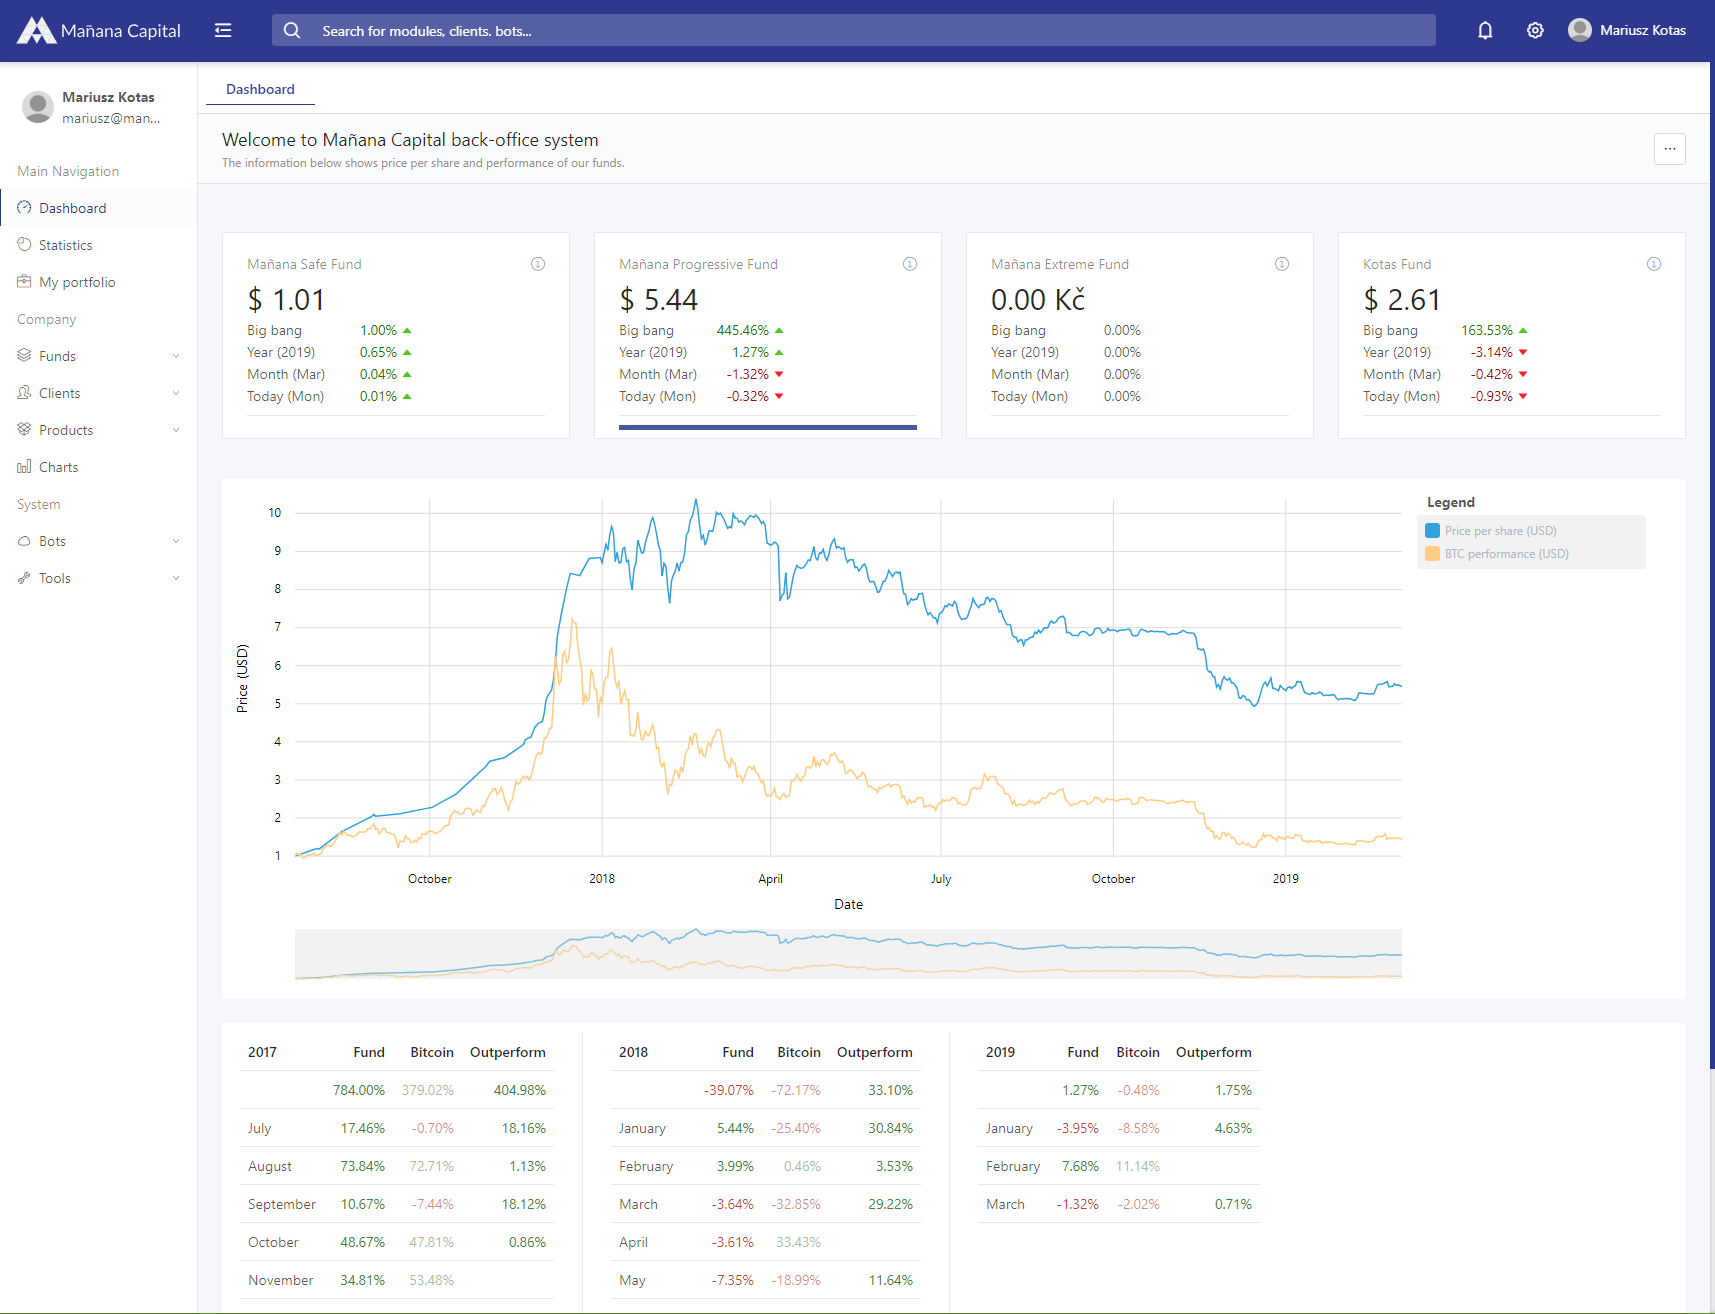 Mañana Capital
Search for modules, clients. bots...
Mariusz Kotas
Mariusz Kotas
mariusz@man...
Main Navigation
Dashboard
Statistics
My portfolio
Company
Funds
Clients
Products
Charts
System
Bots
Tools
Dashboard
Welcome to Mañana Capital back-office system
The information below shows price per share and performance of our funds.
Mañana Safe Fund
$ 1.01
Big bang 1.00%
Year (2019) 0.65%
Month (Mar) 0.04%
Today (Mon) 0.01%
Mañana Progressive Fund
$ 5.44
Big bang 445.46%
Year (2019) 1.27%
Month (Mar) -1.32%
Today (Mon) -0.32%
Mañana Extreme Fund
0.00 Kč
Big bang 0.00%
Year (2019) 0.00%
Month (Mar) 0.00%
Today (Mon) 0.00%
Kotas Fund
$ 2.61
Big bang 163.53%
Year (2019) -3.14%
Month (Mar) -0.42%
Today (Mon) -0.93%
Price (USD)
10
9
8
7
6
5
4
3
2
1
October 2018 April July October 2019
Date
Legend
Price per share (USD)
BTC performance (USD)
2017 Fund Bitcoin Outperform
784.00% 379.02% 404.98%
July 17.46% -0.70% 18.16%
August 73.84% 72.71% 1.13%
September 10.67% -7.44% 18.12%
October 48.67% 47.81% 0.86%
November 34.81% 53.48%
2018 Fund Bitcoin Outperform
-39.07% -72.17% 33.10%
January 5.44% -25.40% 30.84%
February 3.99% 0.46% 3.53%
March -3.64% -32.85% 29.22%
April -3.61% 33.43%
May -7.35% -18.99% 11.64%
2019 Fund Bitcoin Outperform
1.27% -0.48% 1.75%
January -3.95% -8.58% 4.63%
February 7.68% 11.14%
March -1.32% -2.02% 0.71%